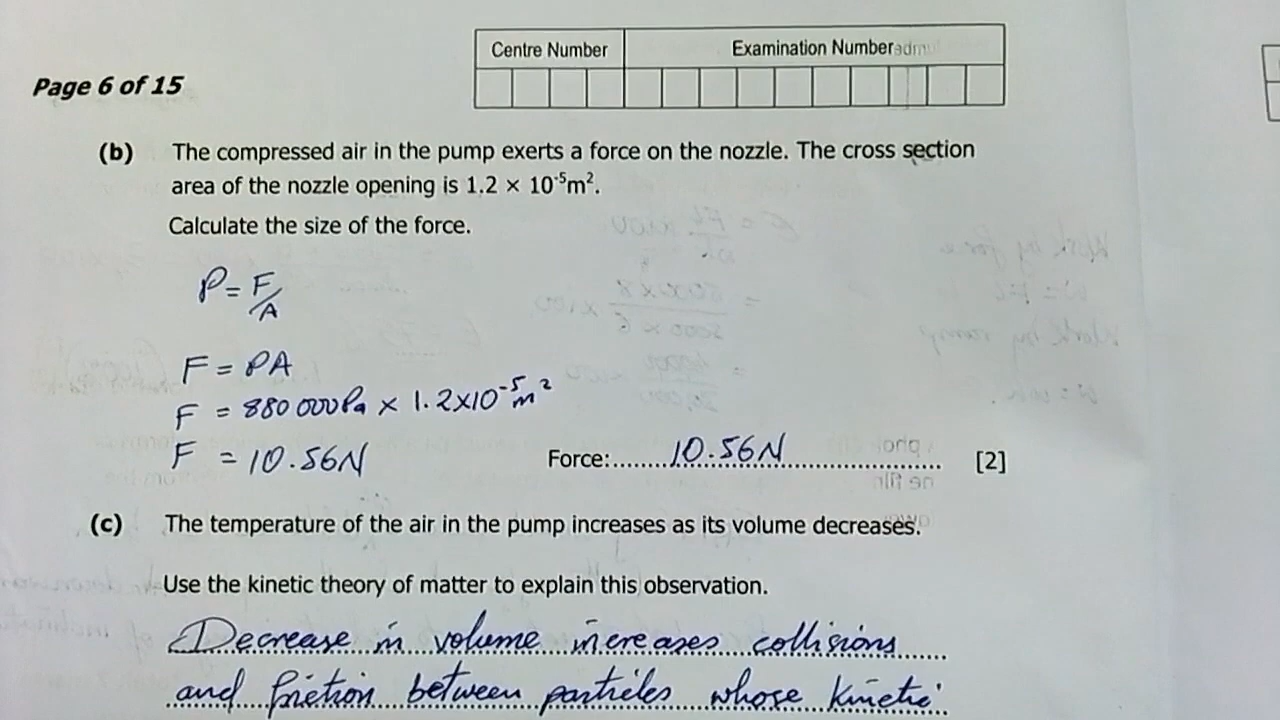 Centre Number Examination Number
Page 6 of 15
(b) The compressed air in the pump exerts a force on the nozzle. The cross section
area of the nozzle opening is 1.2 × 10⁻⁵m².
Calculate the size of the force.
P = F/A
F = PA
F = 880 000Pa × 1.2×10⁻⁵m²
F = 10.56N
Force:........10.56N........ [2]
(c) The temperature of the air in the pump increases as its volume decreases.
Use the kinetic theory of matter to explain this observation.
Decrease in volume increases collisions
and friction between particles whose kinetic